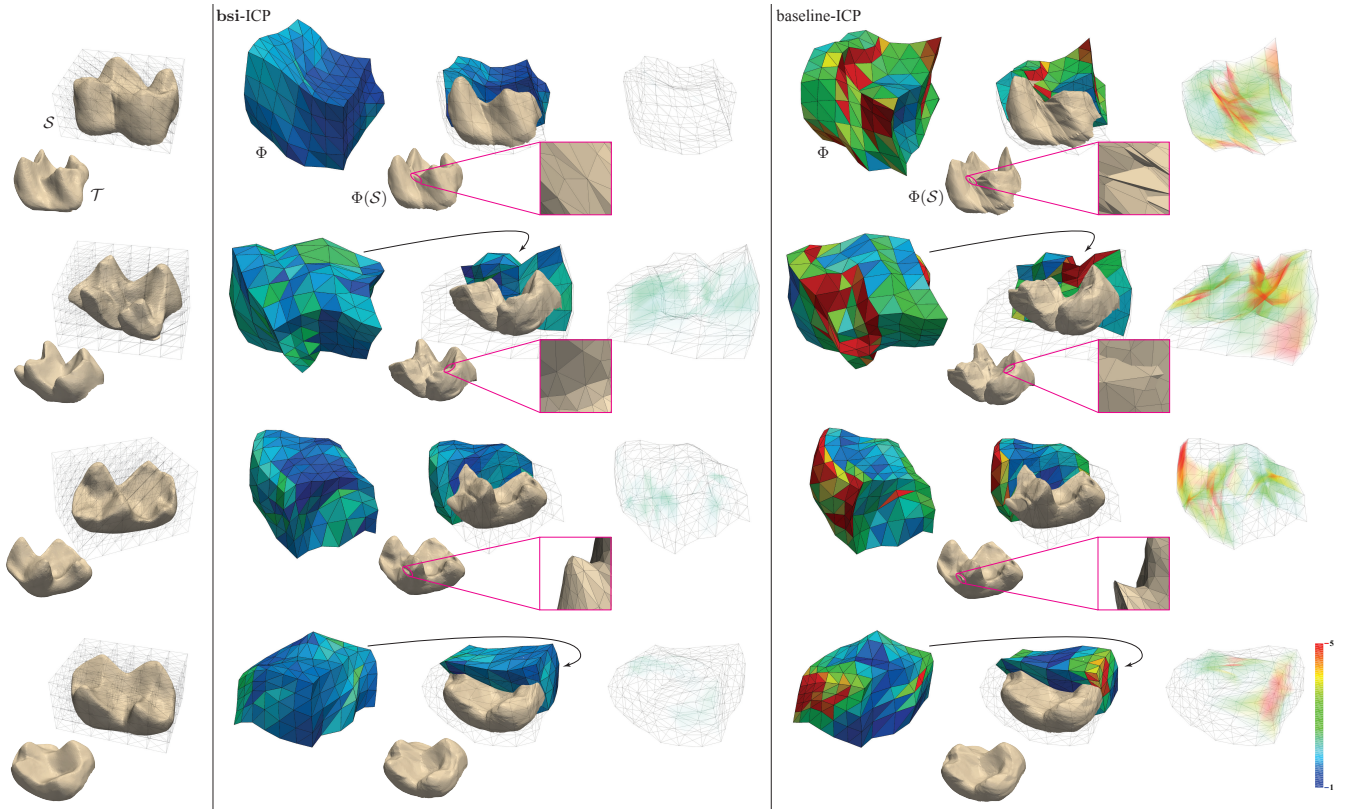 bsi-ICP
baseline-ICP
𝒮
𝒯
Φ
Φ(𝒮)
Φ
Φ(𝒮)
5
1